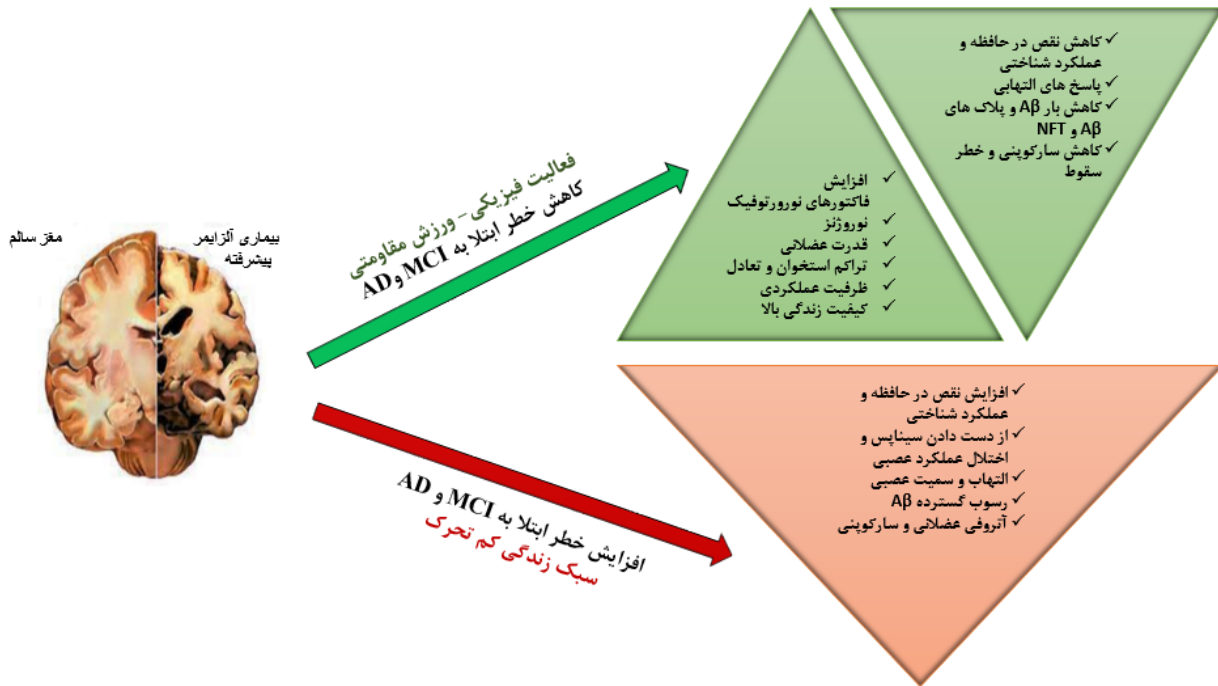 مغز سالم
بیماری آلزایمر
پیشرفته
فعالیت فیزیکی - ورزش مقاومتی
کاهش خطر ابتلا به MCI و AD
افزایش خطر ابتلا به MCI و AD
سبک زندگی کم تحرک
✓ افزایش
فاکتورهای نورورتوفیک
✓ نوروژنز
✓ قدرت عضلانی
✓ تراکم استخوان و تعادل
✓ ظرفیت عملکردی
✓ کیفیت زندگی بالا
✓ کاهش نقص در حافظه و
عملکرد شناختی
✓ پاسخ های التهابی
✓ کاهش بار Aβ و پلاک های
Aβ و NFT
✓ کاهش سارکوپنی و خطر
سقوط
✓ افزایش نقص در حافظه و
عملکرد شناختی
✓ از دست دادن سیناپس و
اختلال عملکرد عصبی
✓ التهاب و سمیت عصبی
✓ رسوب گسترده Aβ
✓ آتروفی عضلانی و سارکوپنی